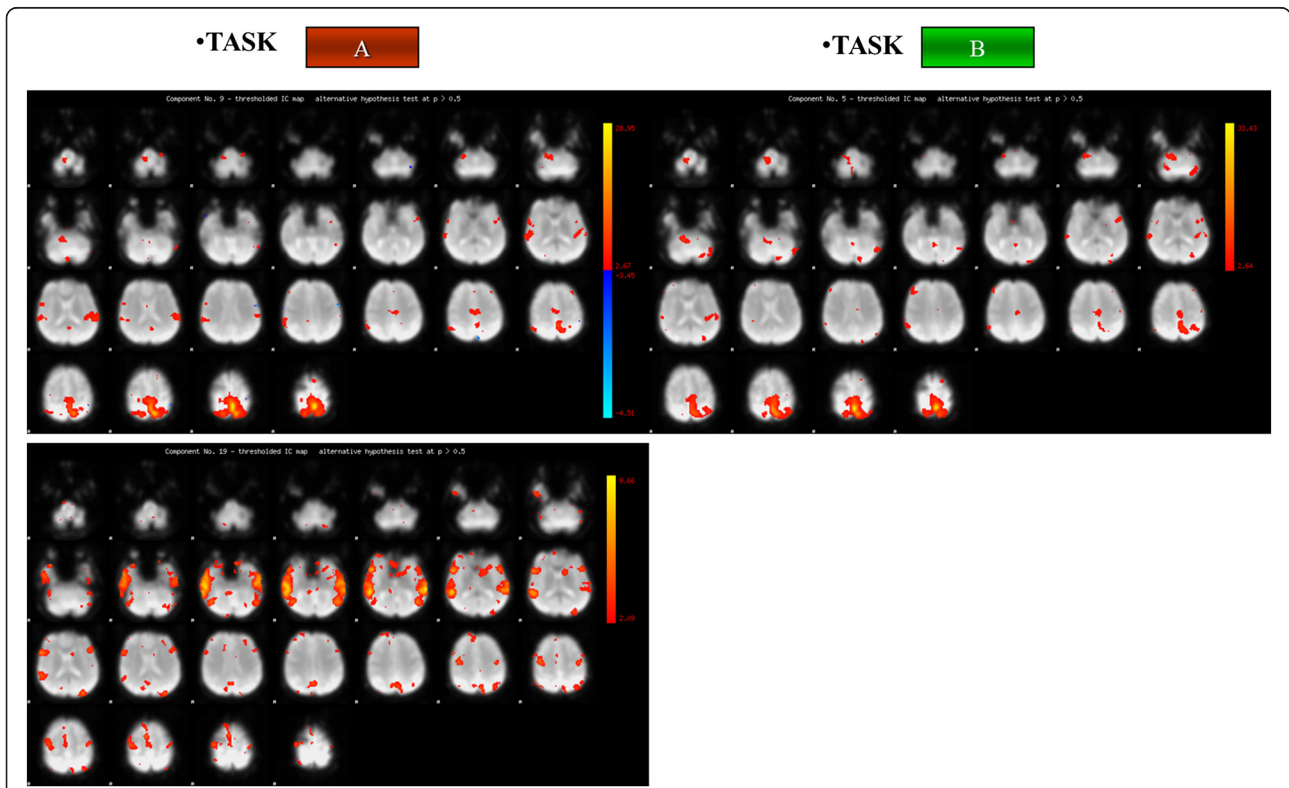 •TASK A
•TASK B
Component No. 9 - thresholded IC map alternative hypothesis test at p > 0.5
28.95
2.67
-3.45
-4.51
Component No. 5 - thresholded IC map alternative hypothesis test at p > 0.5
38.43
2.64
Component No. 19 - thresholded IC map alternative hypothesis test at p > 0.5
9.66
2.09